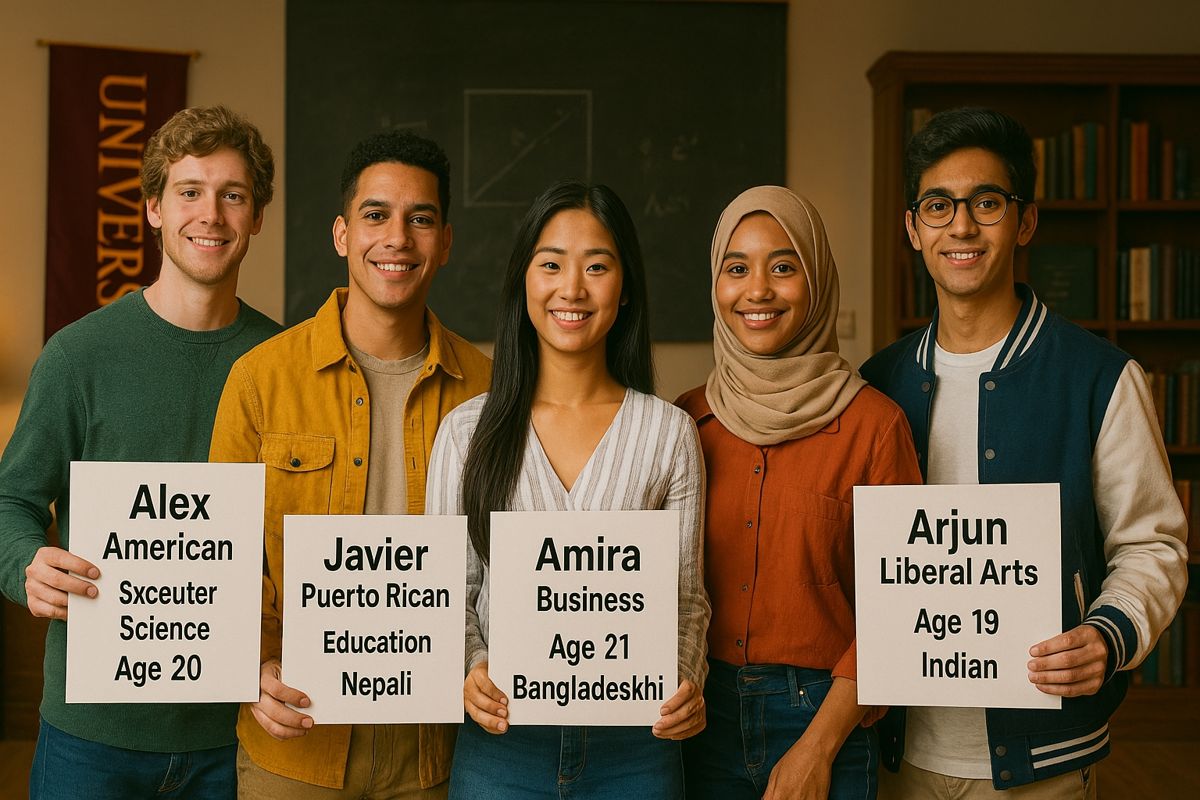 UNIVERS
Alex
American
Sxceuter
Science
Age 20
Javier
Puerto Rican
Education
Nepali
Amira
Business
Age 21
Bangladeskhi
Arjun
Liberal Arts
Age 19
Indian